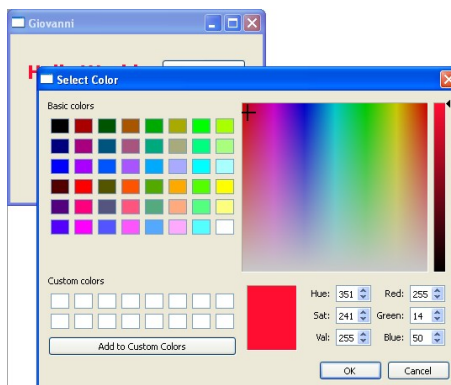 Giovanni
Select Color
Basic colors
Custom colors
Add to Custom Colors
Hue: 351 Red: 255
Sat: 241 Green: 14
Val: 255 Blue: 50
OK Cancel